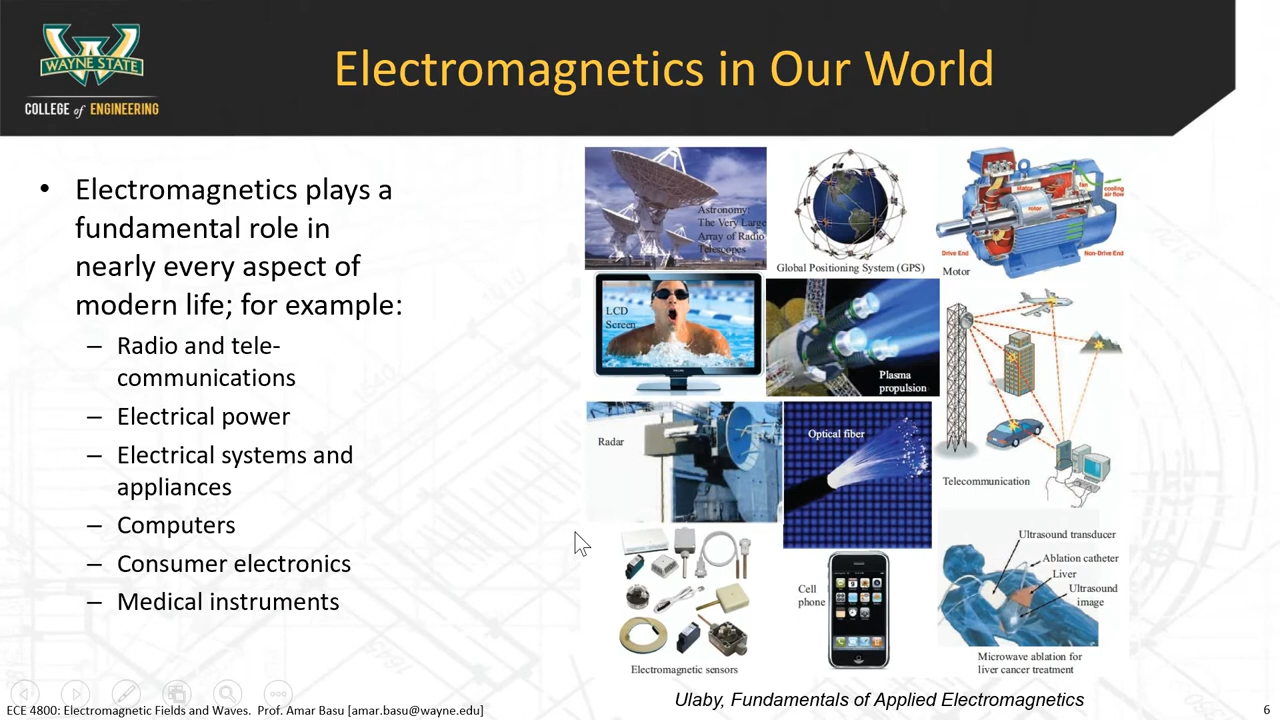 WAYNE STATE
COLLEGE of ENGINEERING
Electromagnetics in Our World
• Electromagnetics plays a
fundamental role in
nearly every aspect of
modern life; for example:
– Radio and tele-
communications
– Electrical power
– Electrical systems and
appliances
– Computers
– Consumer electronics
– Medical instruments
Astronomy:
The Very Large
Array of Radio
Telescopes
Global Positioning System (GPS)
stator
rotor
fan
cooling
air flow
Drive End
Non-Drive End
Motor
LCD
Screen
Plasma
propulsion
Radar
Optical fiber
Telecommunication
Electromagnetic sensors
Cell
phone
Ultrasound transducer
Ablation catheter
Liver
Ultrasound
image
Microwave ablation for
liver cancer treatment
Ulaby, Fundamentals of Applied Electromagnetics
ECE 4800: Electromagnetic Fields and Waves. Prof. Amar Basu [amar.basu@wayne.edu]
6